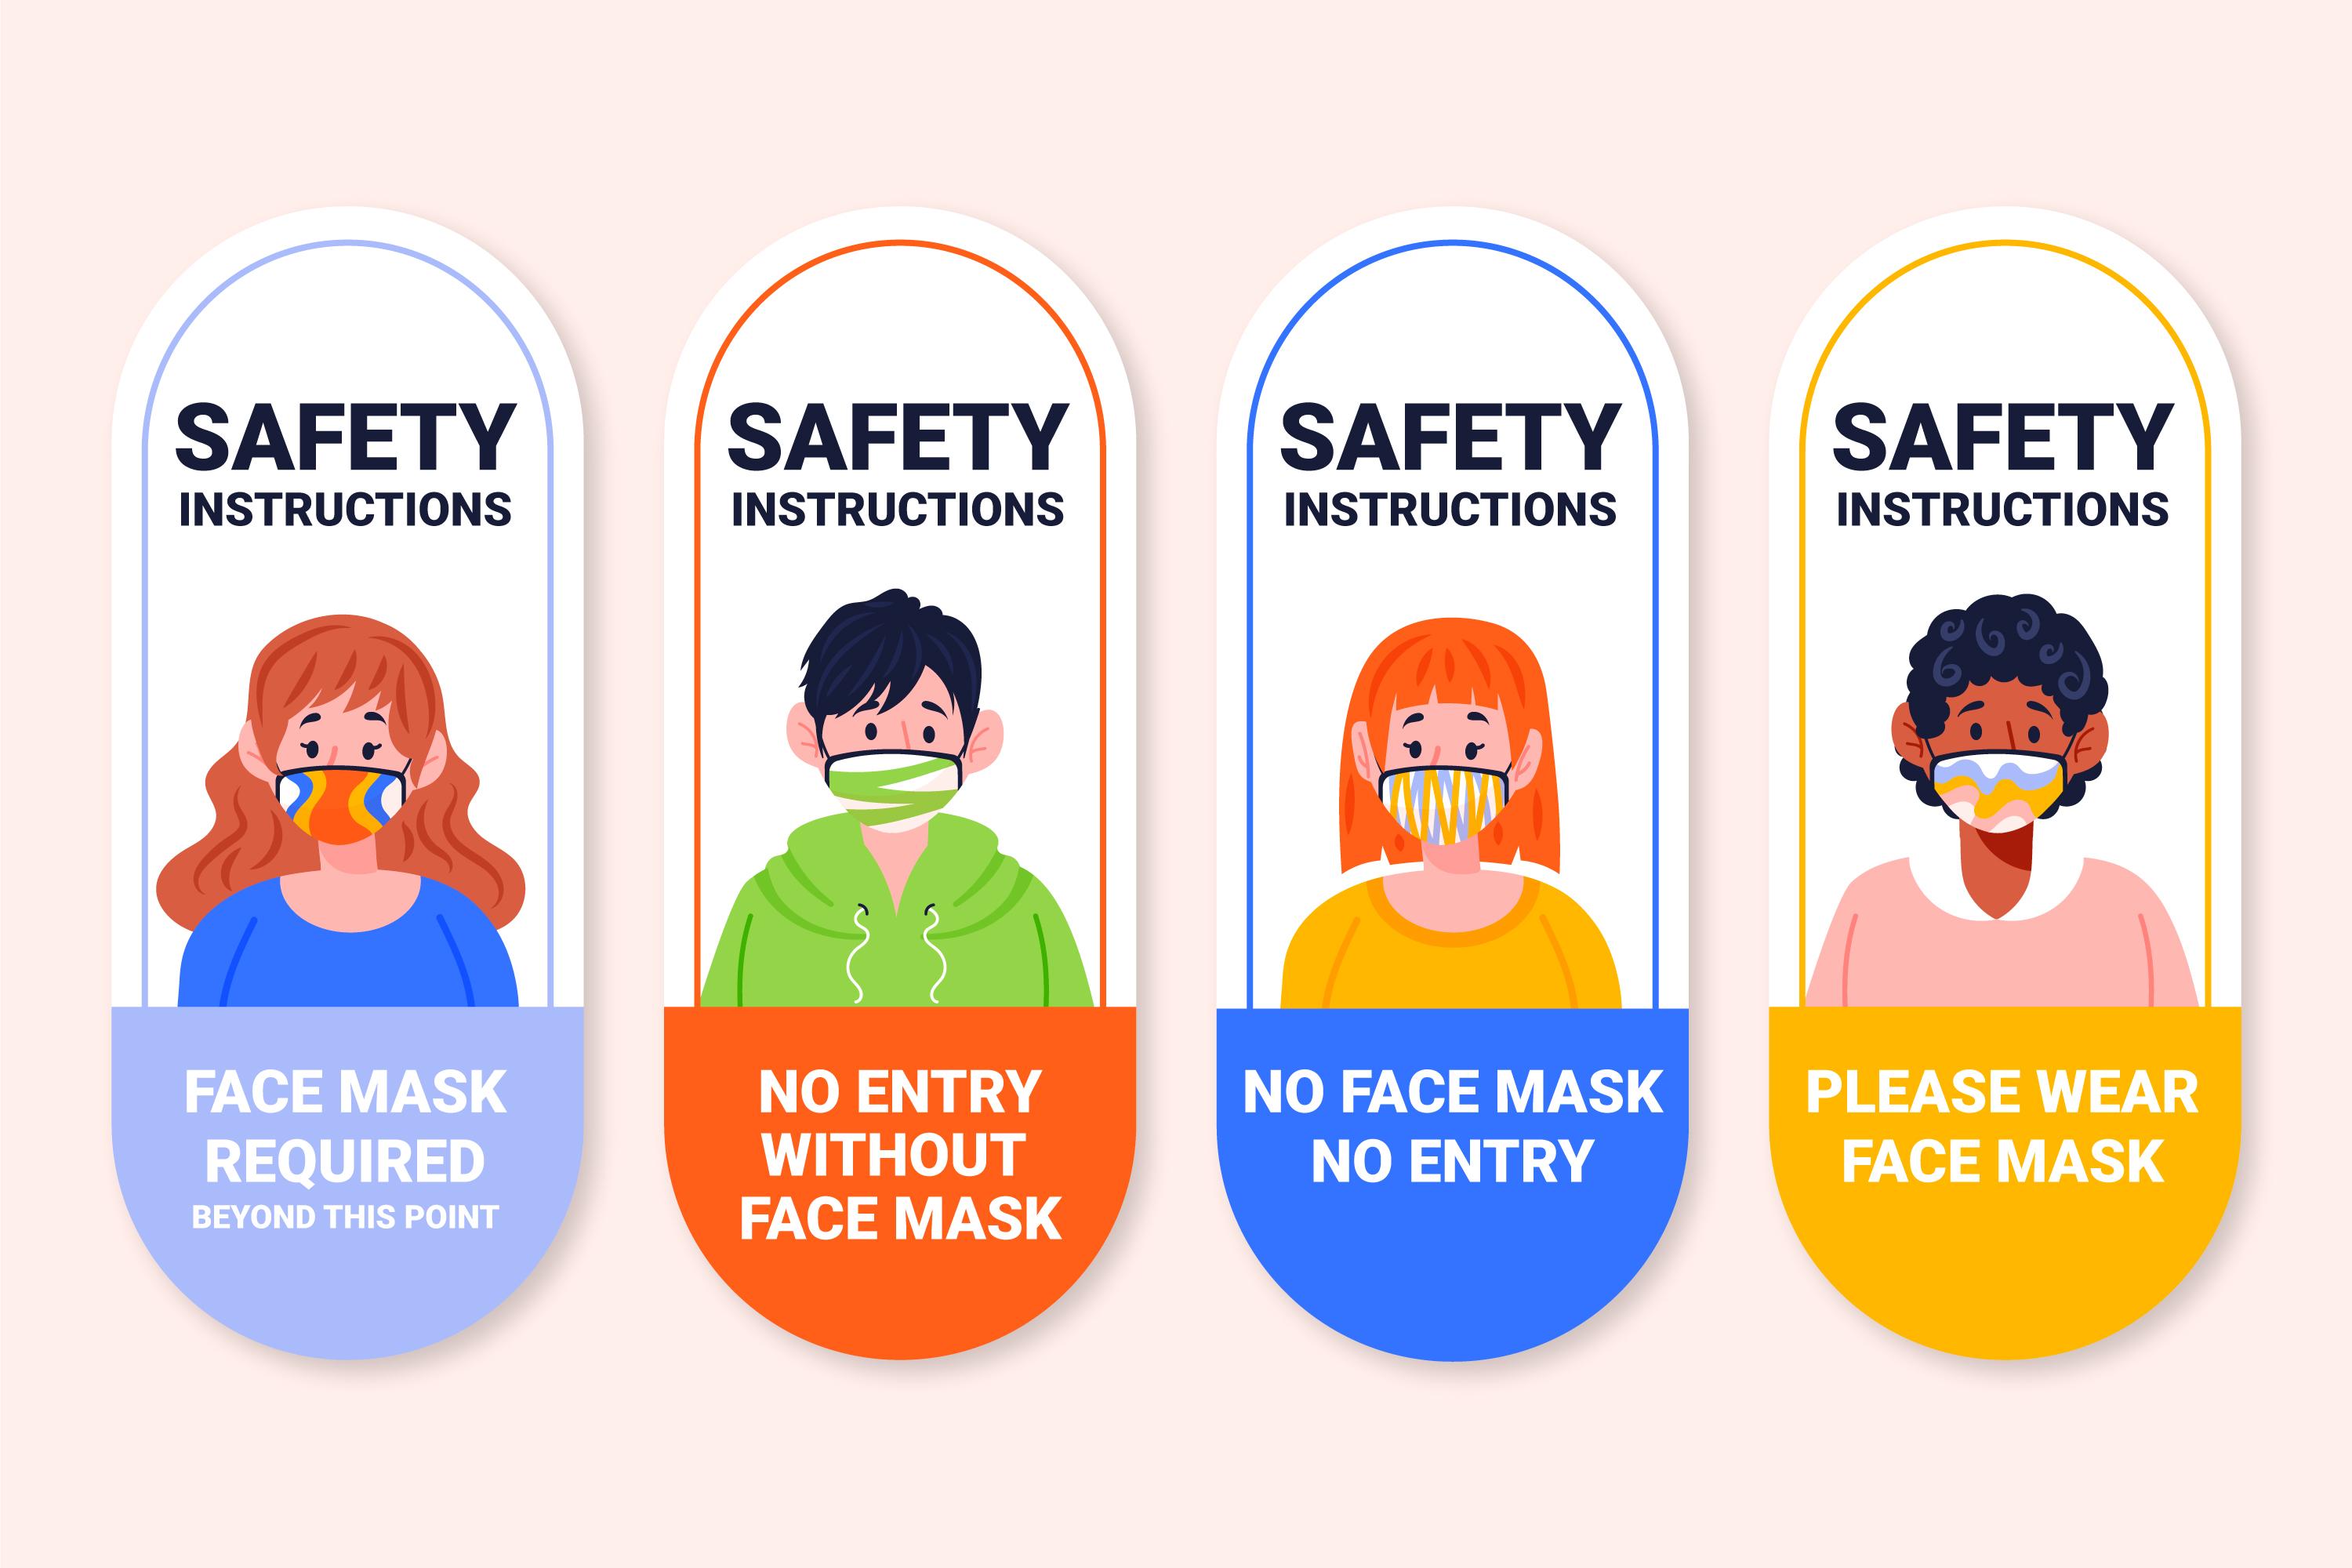 SAFETY
INSTRUCTIONS
FACE MASK
REQUIRED
BEYOND THIS POINT
SAFETY
INSTRUCTIONS
NO ENTRY
WITHOUT
FACE MASK
SAFETY
INSTRUCTIONS
NO FACE MASK
NO ENTRY
SAFETY
INSTRUCTIONS
PLEASE WEAR
FACE MASK